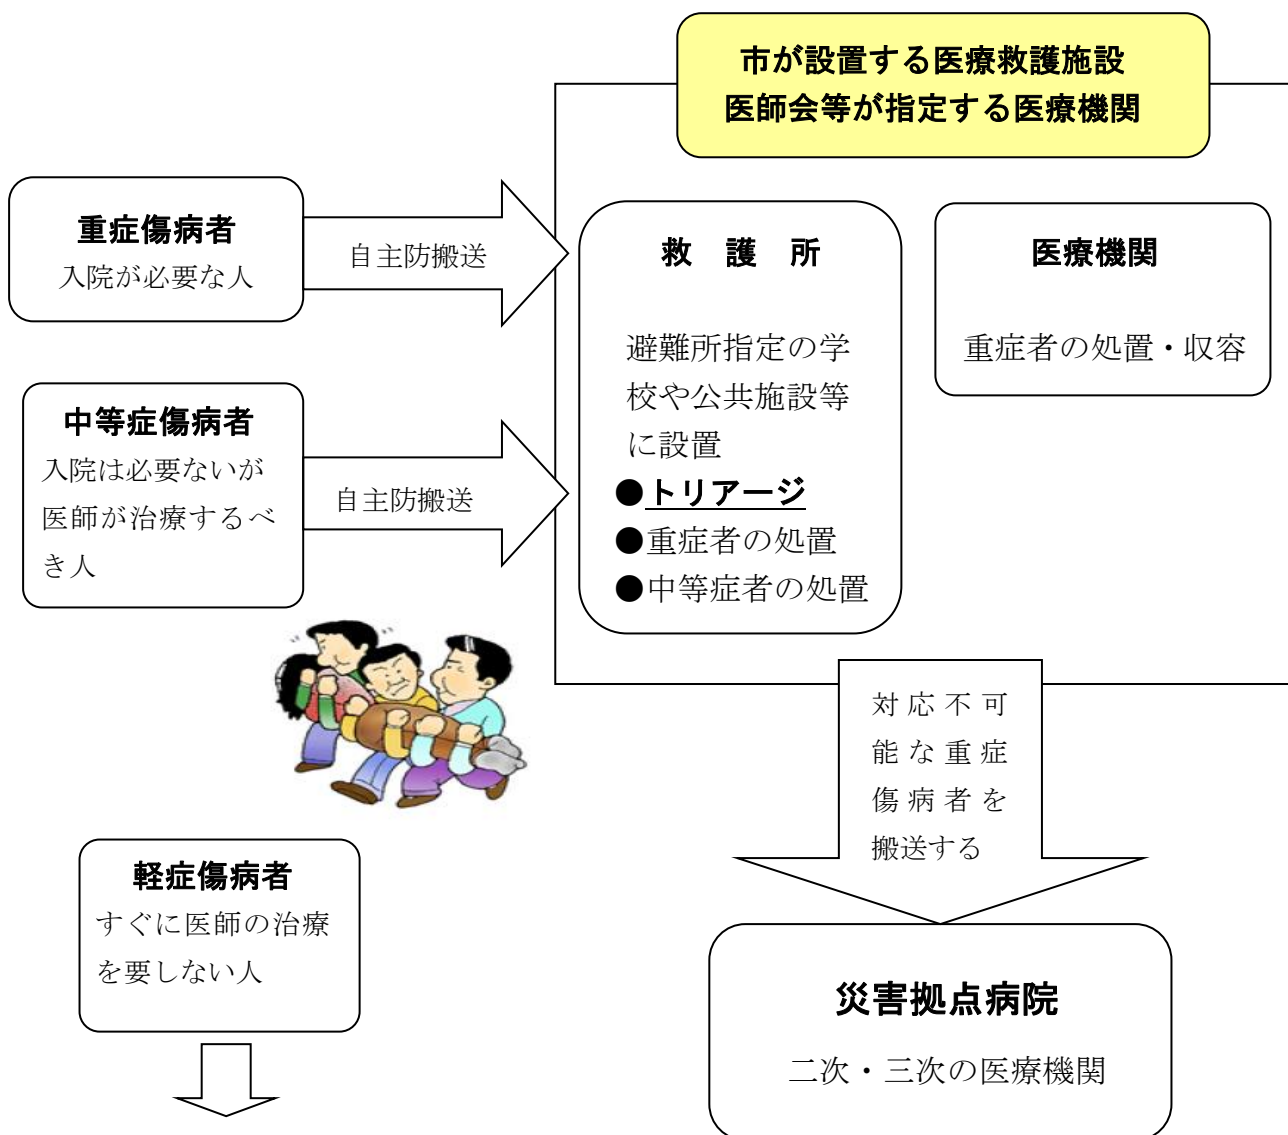 市が設置する医療救護施設
医師会等が指定する医療機関
重症傷病者
入院が必要な人
自主防搬送
中等症傷病者
入院は必要ないが
医師が治療するべ
き人
自主防搬送
救　護　所
避難所指定の学
校や公共施設等
に設置
●トリアージ
●重症者の処置
●中等症者の処置
医療機関
重症者の処置・収容
対応不可
能な重症
傷病者を
搬送する
軽症傷病者
すぐに医師の治療
を要しない人
災害拠点病院
二次・三次の医療機関